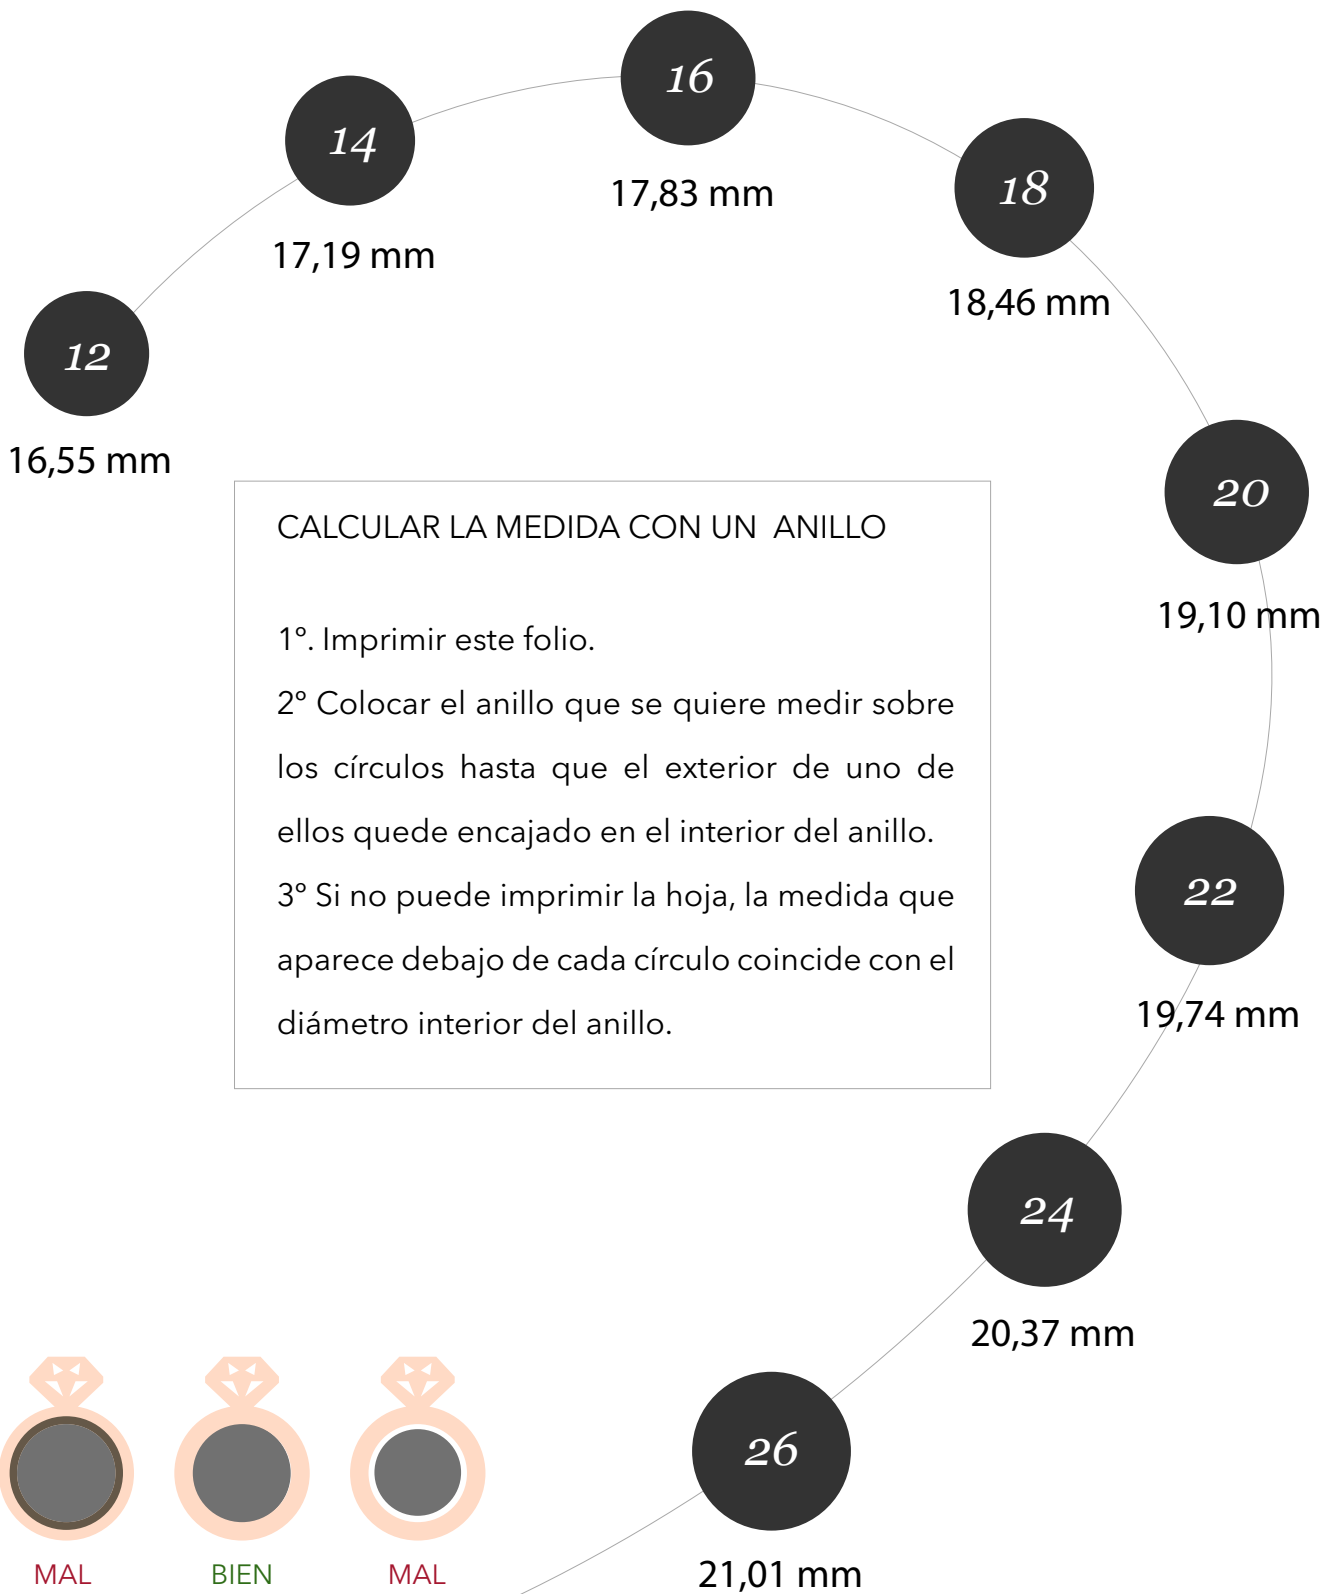 16
14
18
17,83 mm
17,19 mm
18,46 mm
12
16,55 mm
20
19,10 mm
CALCULAR LA MEDIDA CON UN ANILLO
1º. Imprimir este folio.
2º Colocar el anillo que se quiere medir sobre
los círculos hasta que el exterior de uno de
ellos quede encajado en el interior del anillo.
3º Si no puede imprimir la hoja, la medida que
aparece debajo de cada círculo coincide con el
diámetro interior del anillo.
22
19,74 mm
24
20,37 mm
26
21,01 mm
MAL
BIEN
MAL